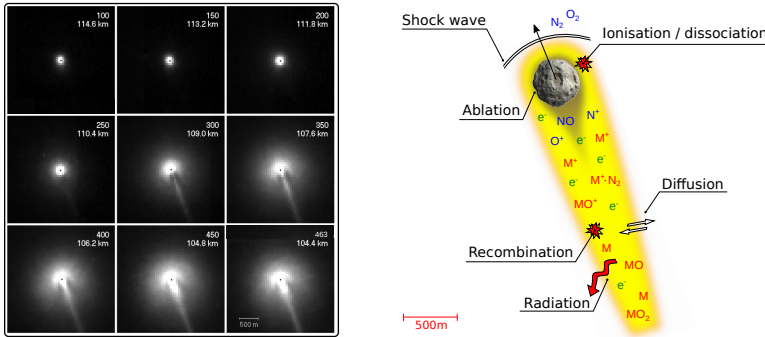 100
114.6 km
150
113.2 km
200
111.8 km
250
110.4 km
300
109.0 km
350
107.6 km
400
106.2 km
450
104.8 km
463
104.4 km
500 m
Shock wave
N₂ O₂
Ionisation / dissociation
Ablation
e⁻ NO N⁺
O⁺ e⁻ M⁺
M⁺ e⁻
e⁻ M⁺·N₂
MO⁺ e⁻
Diffusion
Recombination
M
MO
Radiation
e⁻
M
MO₂
500m